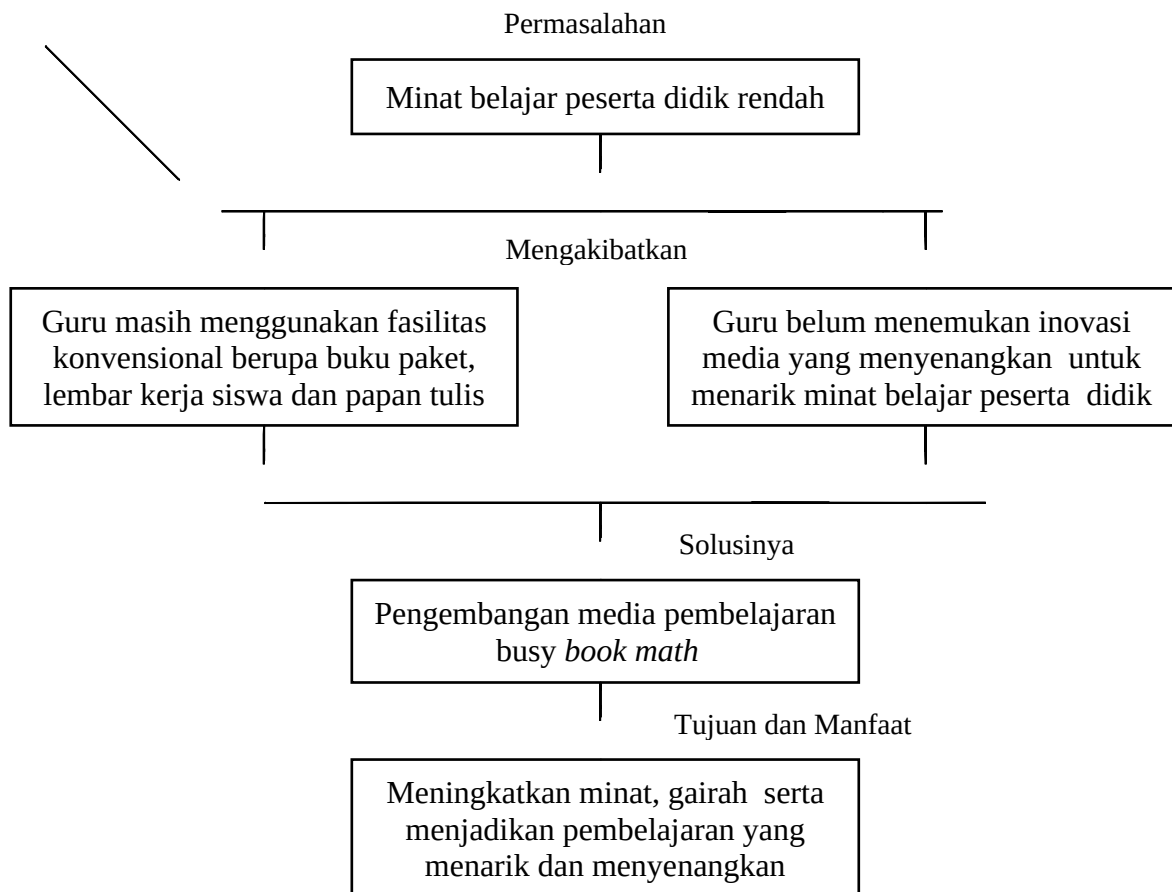 Permasalahan
Minat belajar peserta didik rendah
Mengakibatkan
Guru masih menggunakan fasilitas
konvensional berupa buku paket,
lembar kerja siswa dan papan tulis
Guru belum menemukan inovasi
media yang menyenangkan untuk
menarik minat belajar peserta didik
Solusinya
Pengembangan media pembelajaran
busy book math
Tujuan dan Manfaat
Meningkatkan minat, gairah serta
menjadikan pembelajaran yang
menarik dan menyenangkan